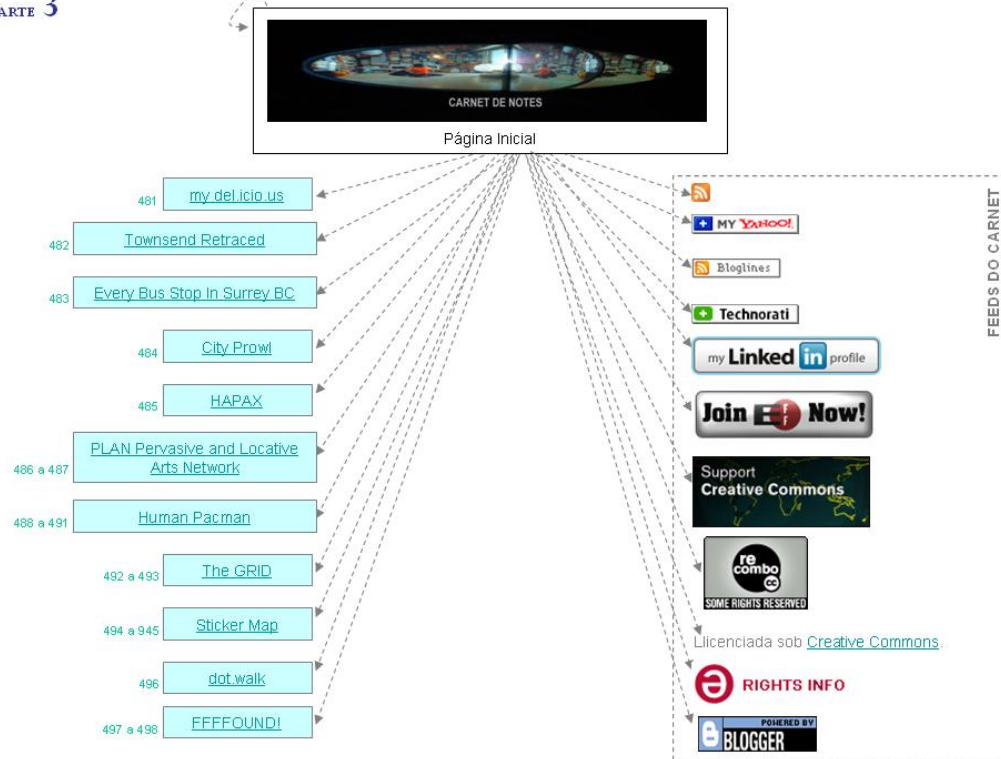 ARTE 3
CARNET DE NOTES
Página Inicial
481 my del.icio.us
482 Townsend Retraced
483 Every Bus Stop In Surrey BC
484 City Prowl
485 HAPAX
486 a 487 PLAN Pervasive and Locative
Arts Network
488 a 491 Human Pacman
492 a 493 The GRID
494 a 945 Sticker Map
496 dot.walk
497 a 498 FFFFOUND!
FEEDS DO CARNET
MY YAHOO!
Bloglines
Technorati
my Linked in profile
Join EFF Now!
Support
Creative Commons
re
combo
cc
SOME RIGHTS RESERVED
Llicenciada sob Creative Commons.
RIGHTS INFO
POWERED BY
BLOGGER